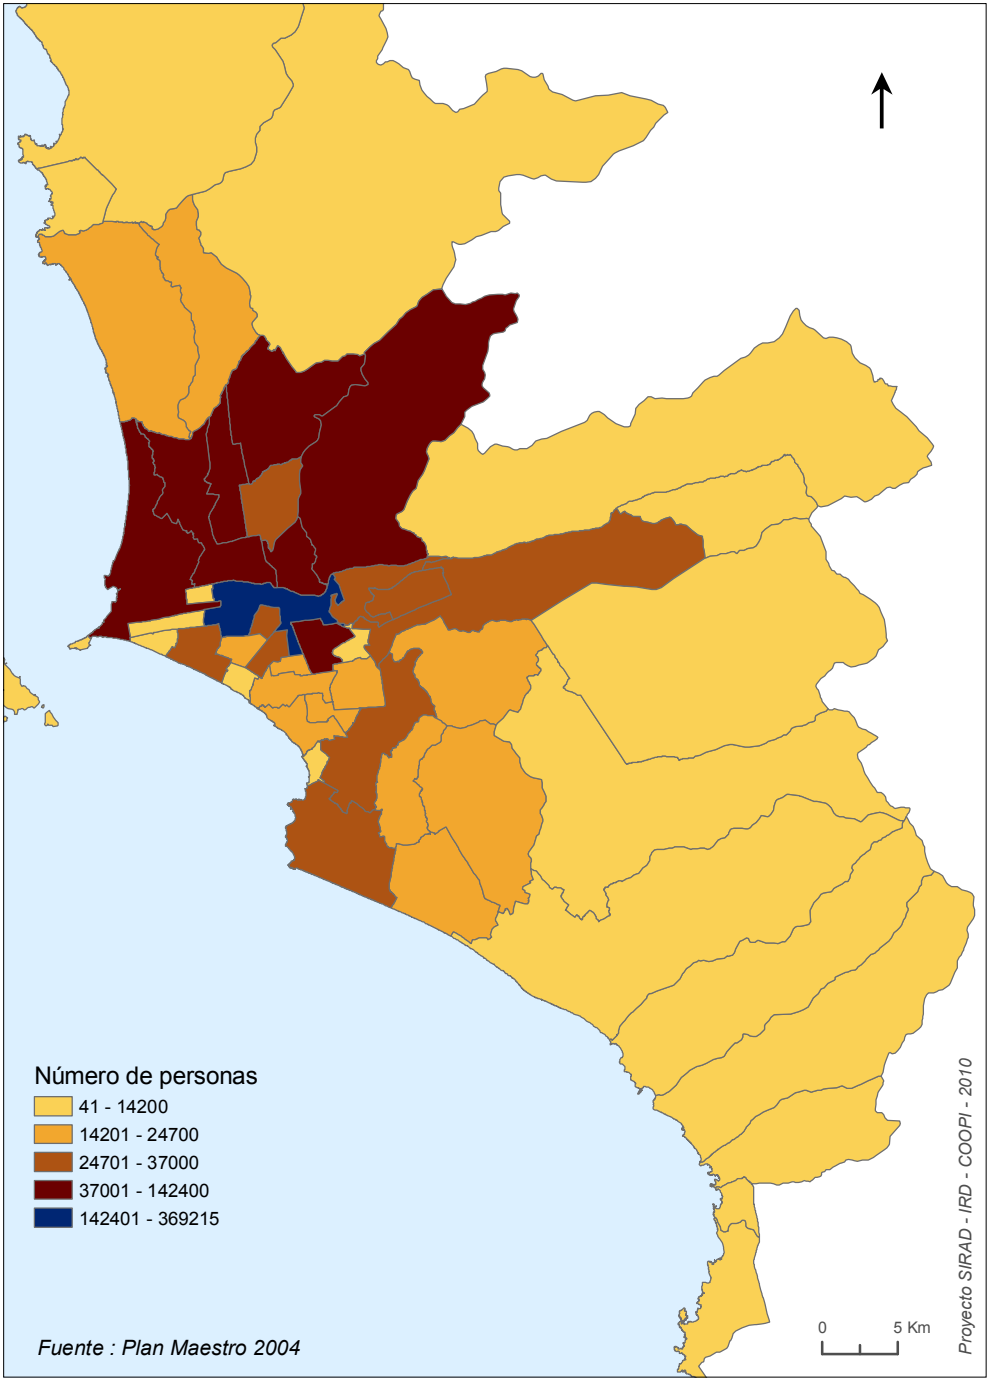 Número de personas
41 - 14200
14201 - 24700
24701 - 37000
37001 - 142400
142401 - 369215
Fuente : Plan Maestro 2004
0 5 Km
Proyecto SIRAD - IRD - COOPI - 2010